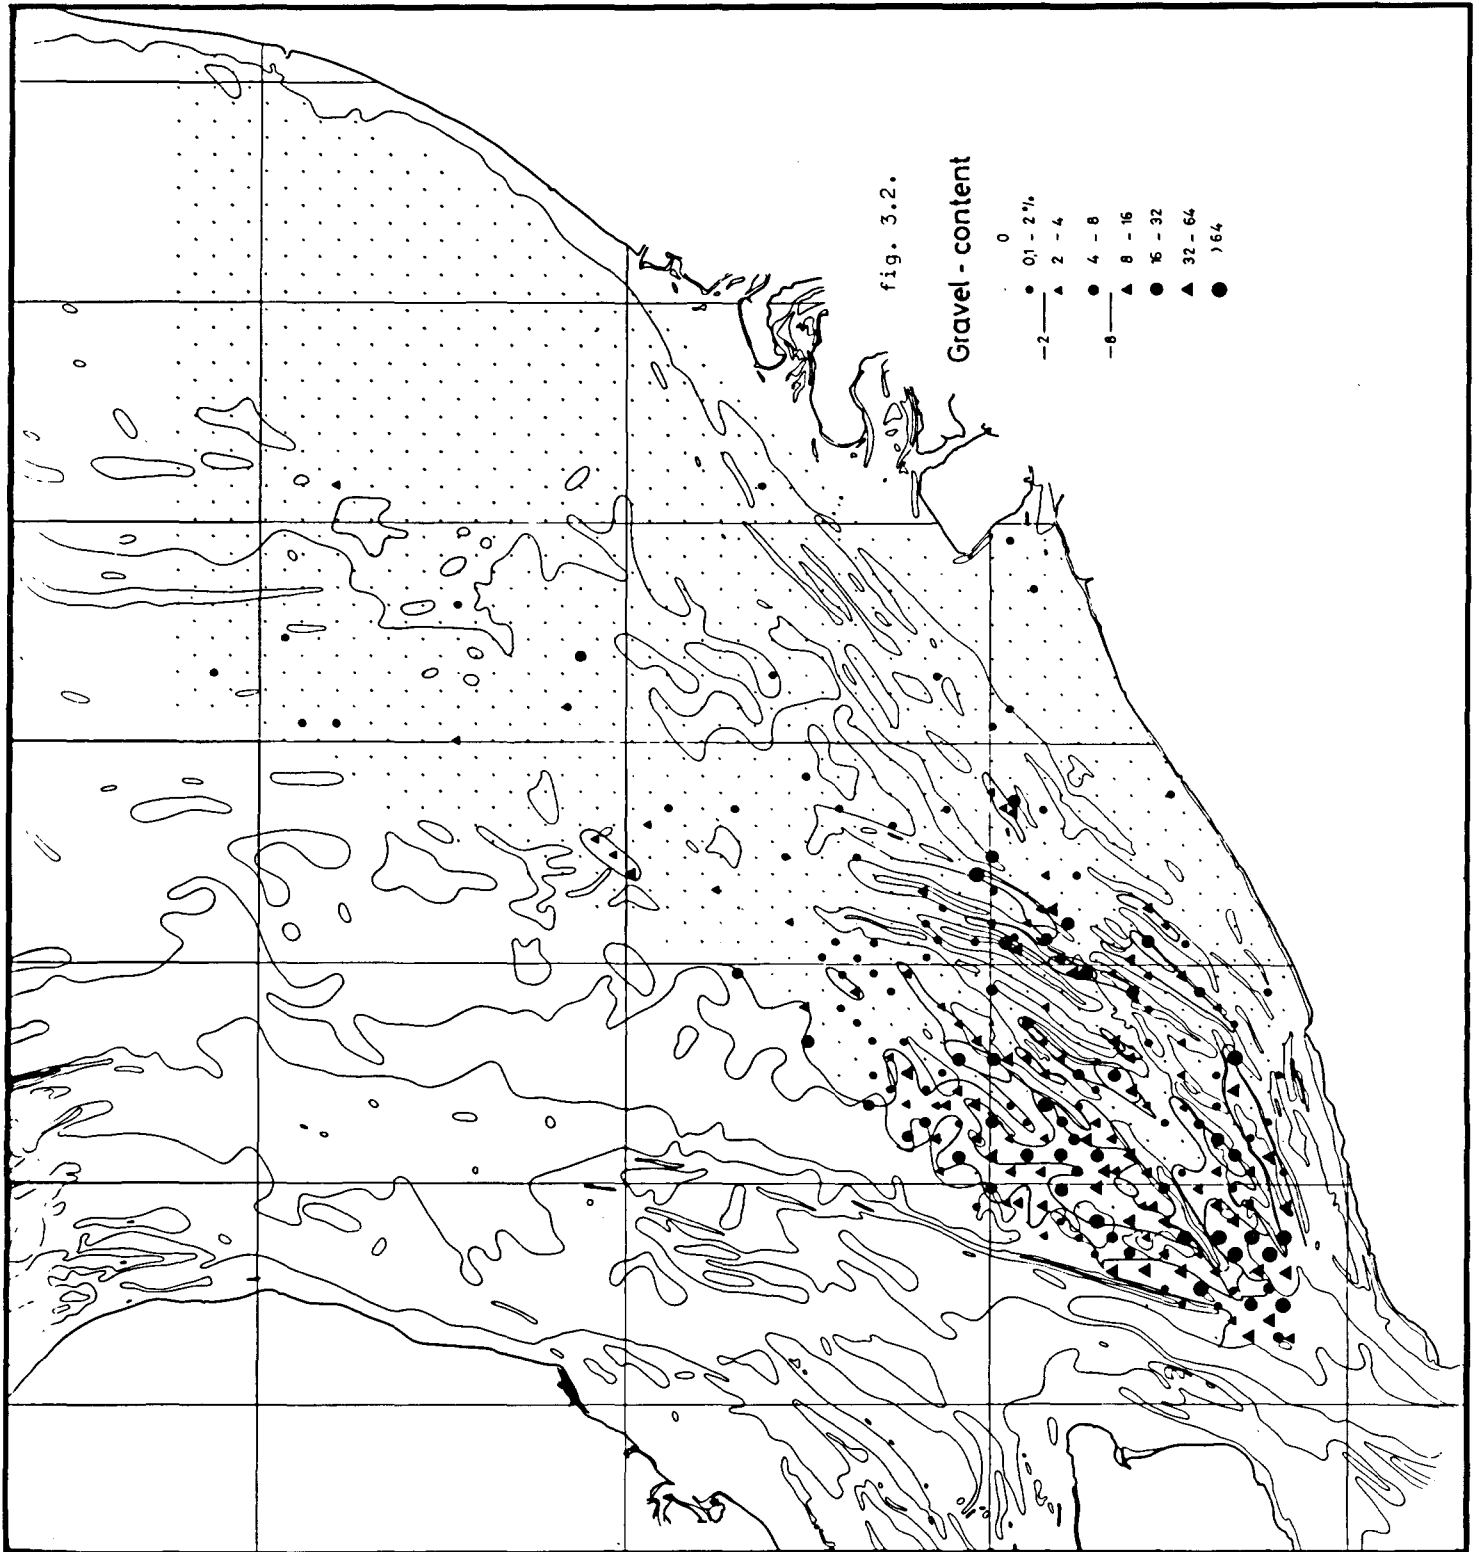 fig. 3.2.
Gravel - content
0
0,1 - 2 %
—2— 2 - 4
4 - 8
—8— 8 - 16
16 - 32
32 - 64
⟩ 64